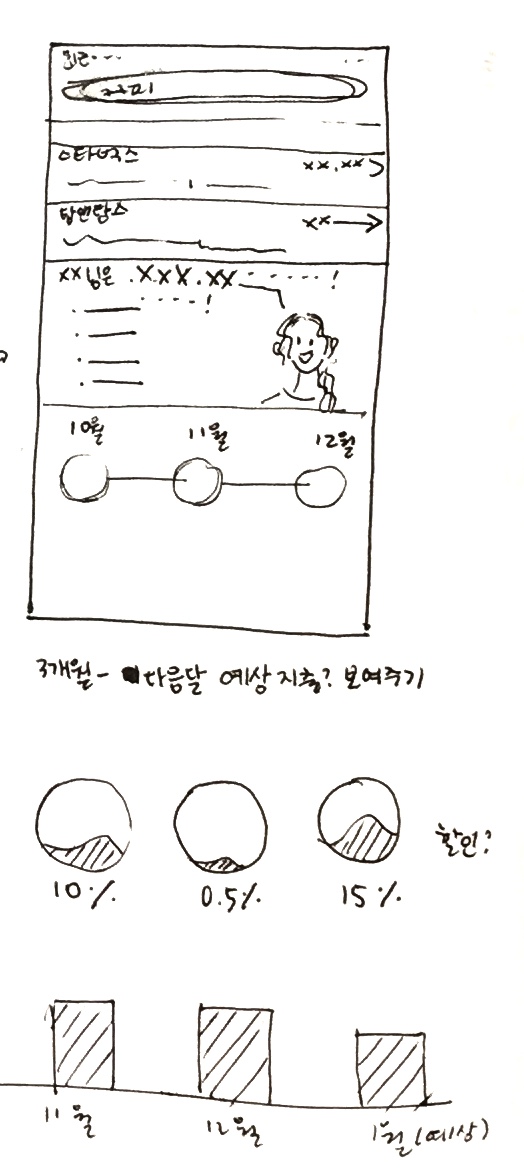 커피
스타벅스 xx.xx
탐앤탐스 xx
xx님은 .xxx.xx ---- !
---- !
10월 11월 12월
3개월 - 다음달 예상 지출? 보여주기
할인?
10% 0.5% 15%
11월 12월 1월(예상)